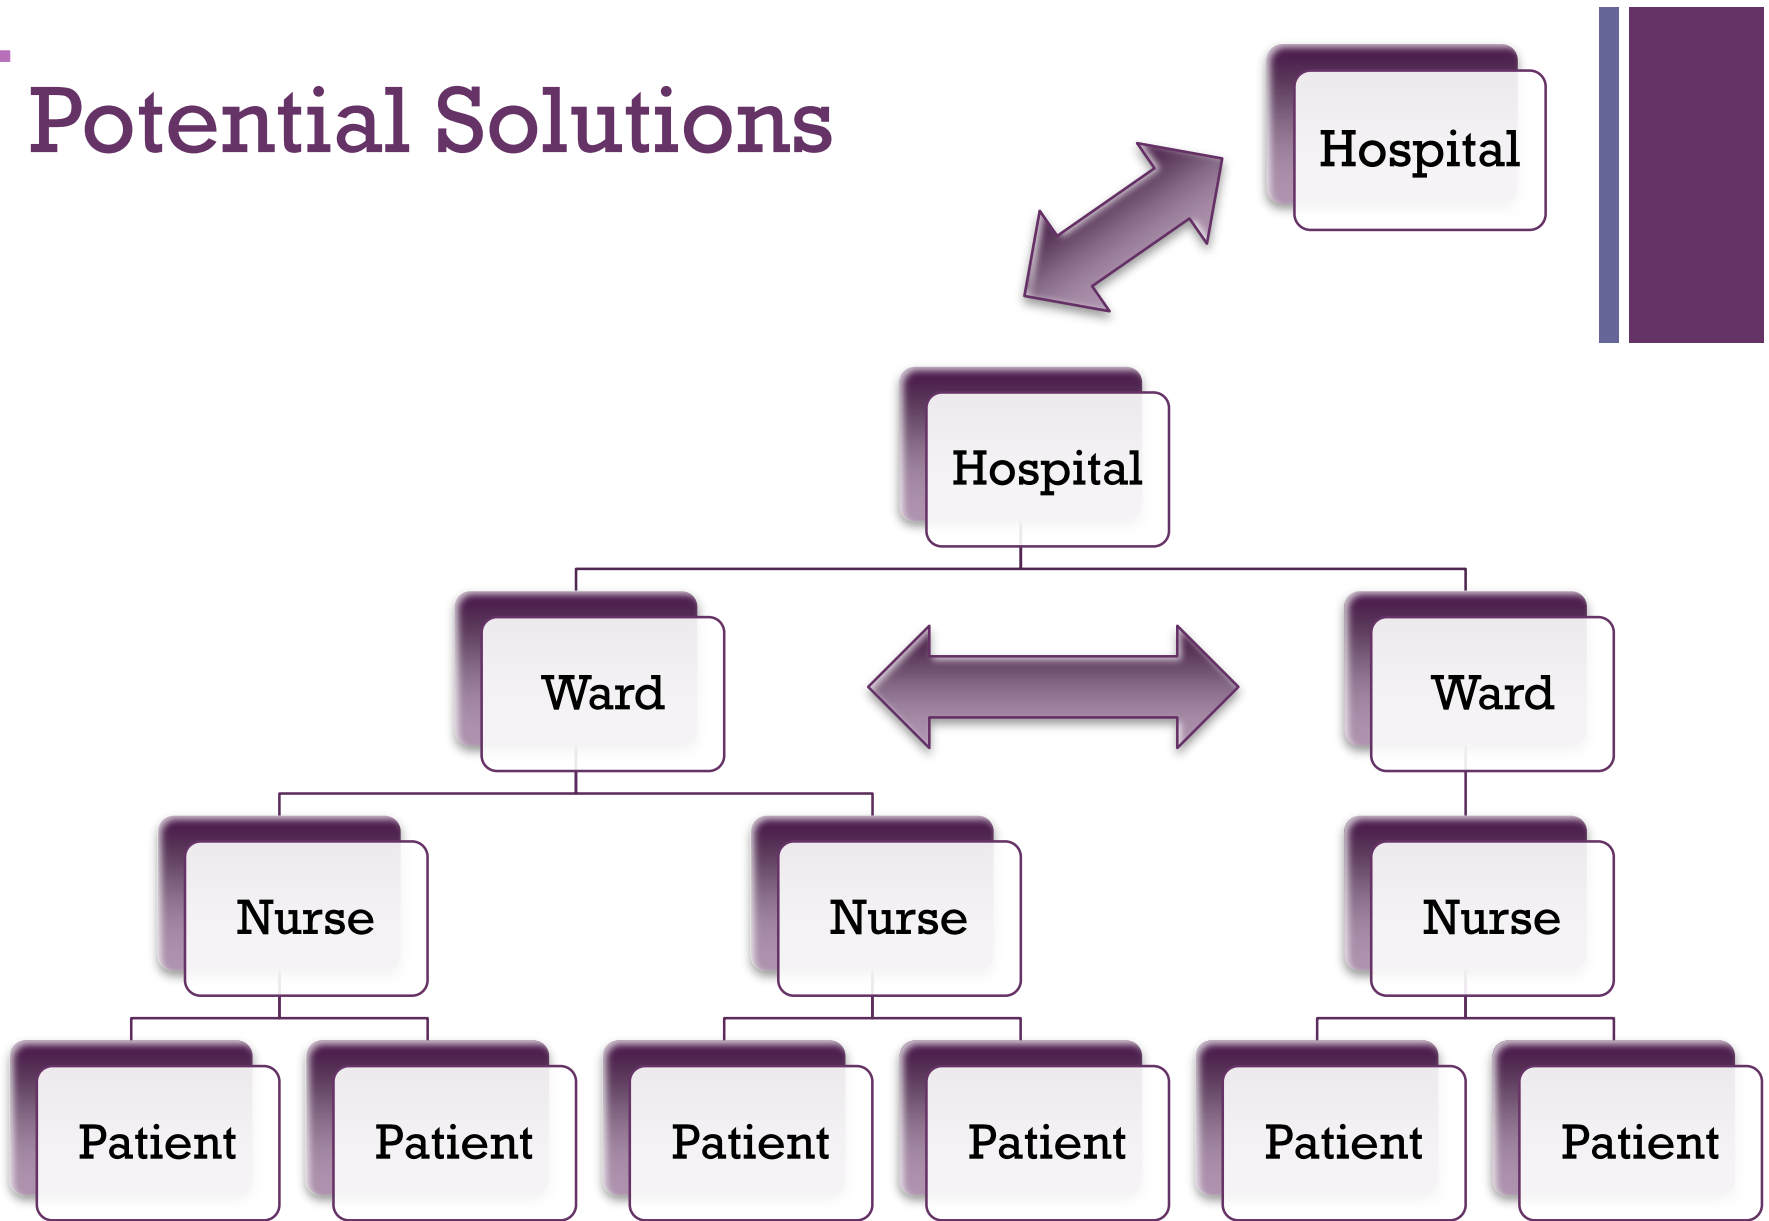 Potential Solutions
Hospital
Hospital
Ward
Ward
Nurse
Nurse
Nurse
Patient
Patient
Patient
Patient
Patient
Patient